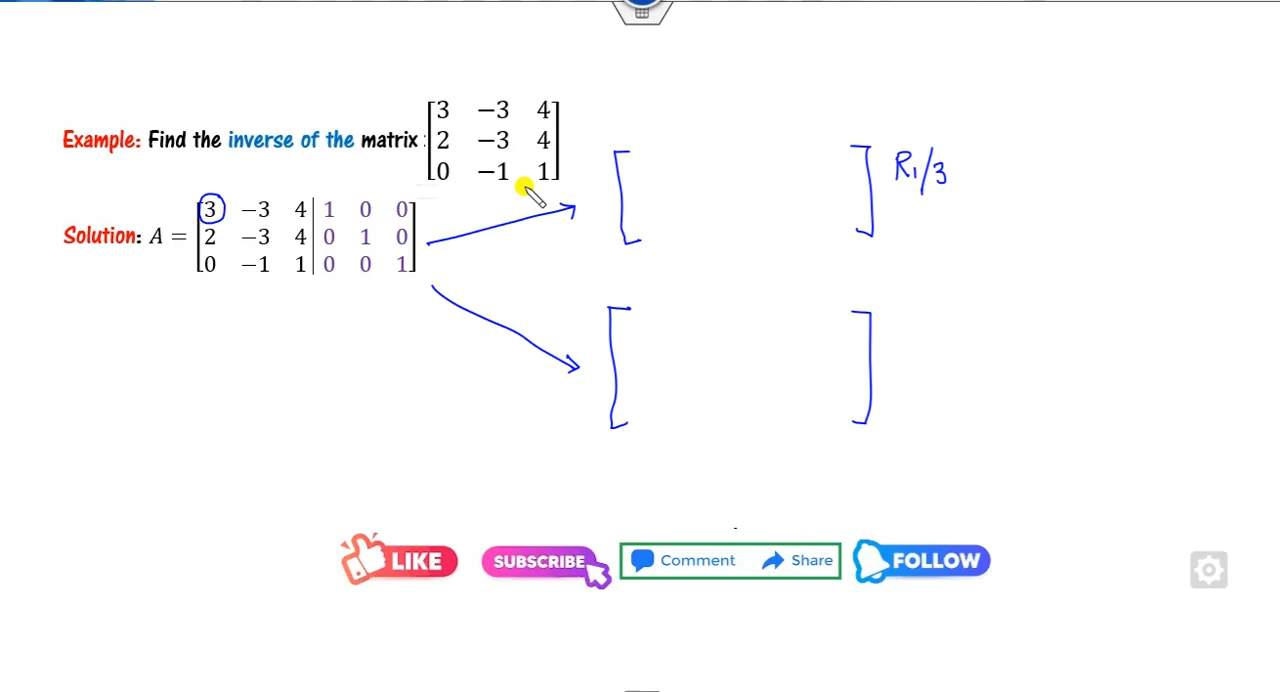 Example: Find the inverse of the matrix :
[3 −3 4]
[2 −3 4]
[0 −1 1]
Solution: A =
[3 −3 4 | 1 0 0]
[2 −3 4 | 0 1 0]
[0 −1 1 | 0 0 1]
[ ] R₁/3
[ ]
LIKE SUBSCRIBE Comment Share FOLLOW